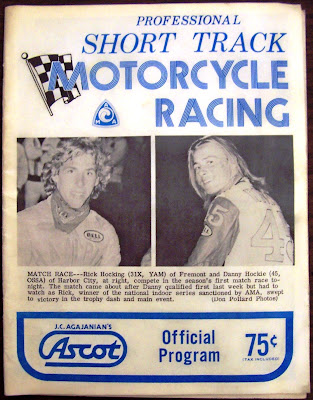 PROFESSIONAL
SHORT TRACK
MOTORCYCLE
RACING
BELL
45
4
MATCH RACE---Rick Hocking (31X, YAM) of Fremont and Danny Hockie (45,
OSSA) of Harbor City, at right, compete in the season's first match race to-
night. The match came about after Danny qualified first last week but had to
watch as Rick, winner of the national indoor series sanctioned by AMA, swept
to victory in the trophy dash and main event. (Don Pollard Photos)
J.C. AGAJANIAN'S
Ascot
Official
Program
75¢
(TAX INCLUDED)